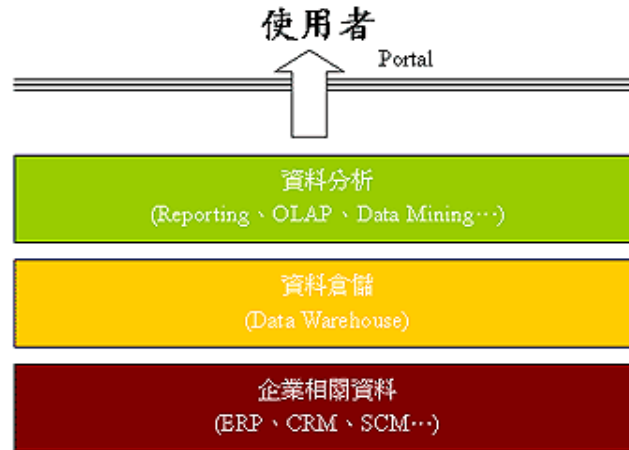 使用者
Portal
資料分析
(Reporting、OLAP、Data Mining…)
資料倉儲
(Data Warehouse)
企業相關資料
(ERP、CRM、SCM…)